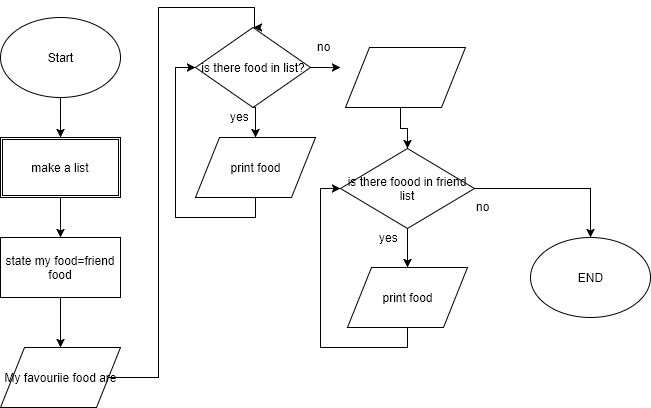 Start
make a list
state my food=friend
food
My favouriie food are
is there food in list?
no
yes
print food
is there foood in friend
list
no
yes
print food
END